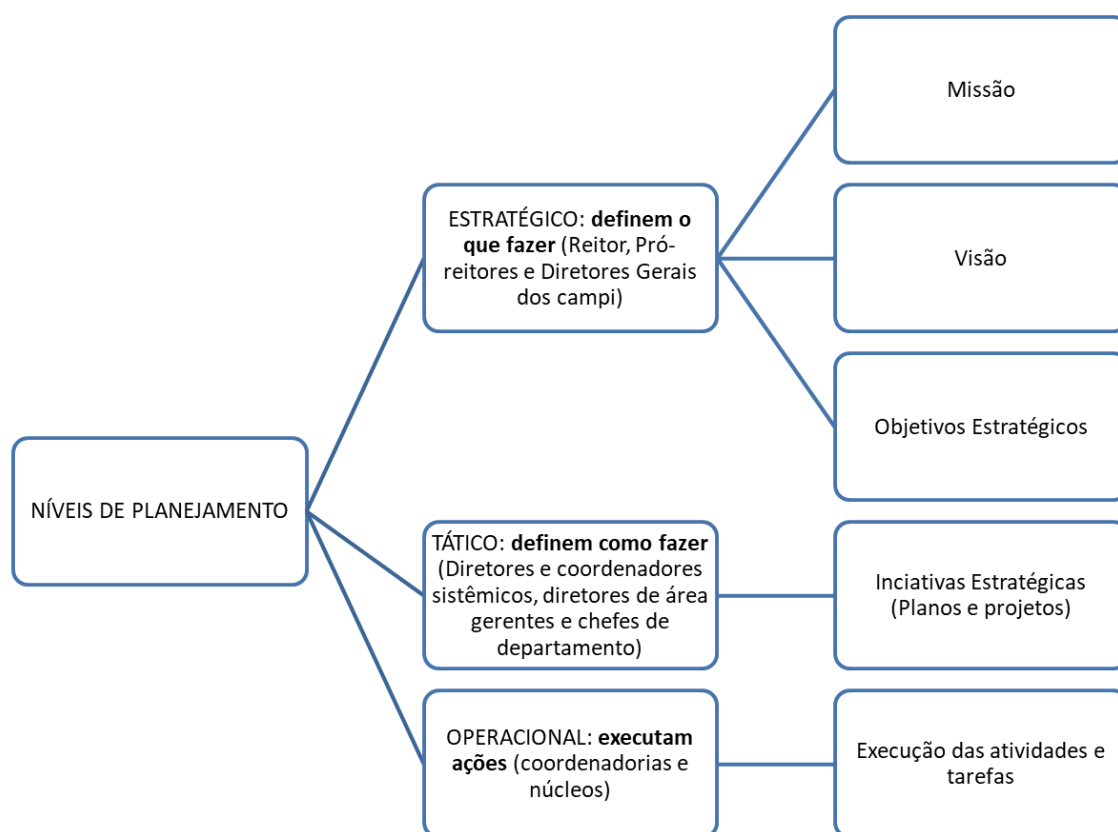 Missão
ESTRATÉGICO: definem o
que fazer (Reitor, Pró-
reitores e Diretores Gerais
dos campi)
Visão
Objetivos Estratégicos
NÍVEIS DE PLANEJAMENTO
TÁTICO: definem como fazer
(Diretores e coordenadores
sistêmicos, diretores de área
gerentes e chefes de
departamento)
Inciativas Estratégicas
(Planos e projetos)
OPERACIONAL: executam
ações (coordenadorias e
núcleos)
Execução das atividades e
tarefas